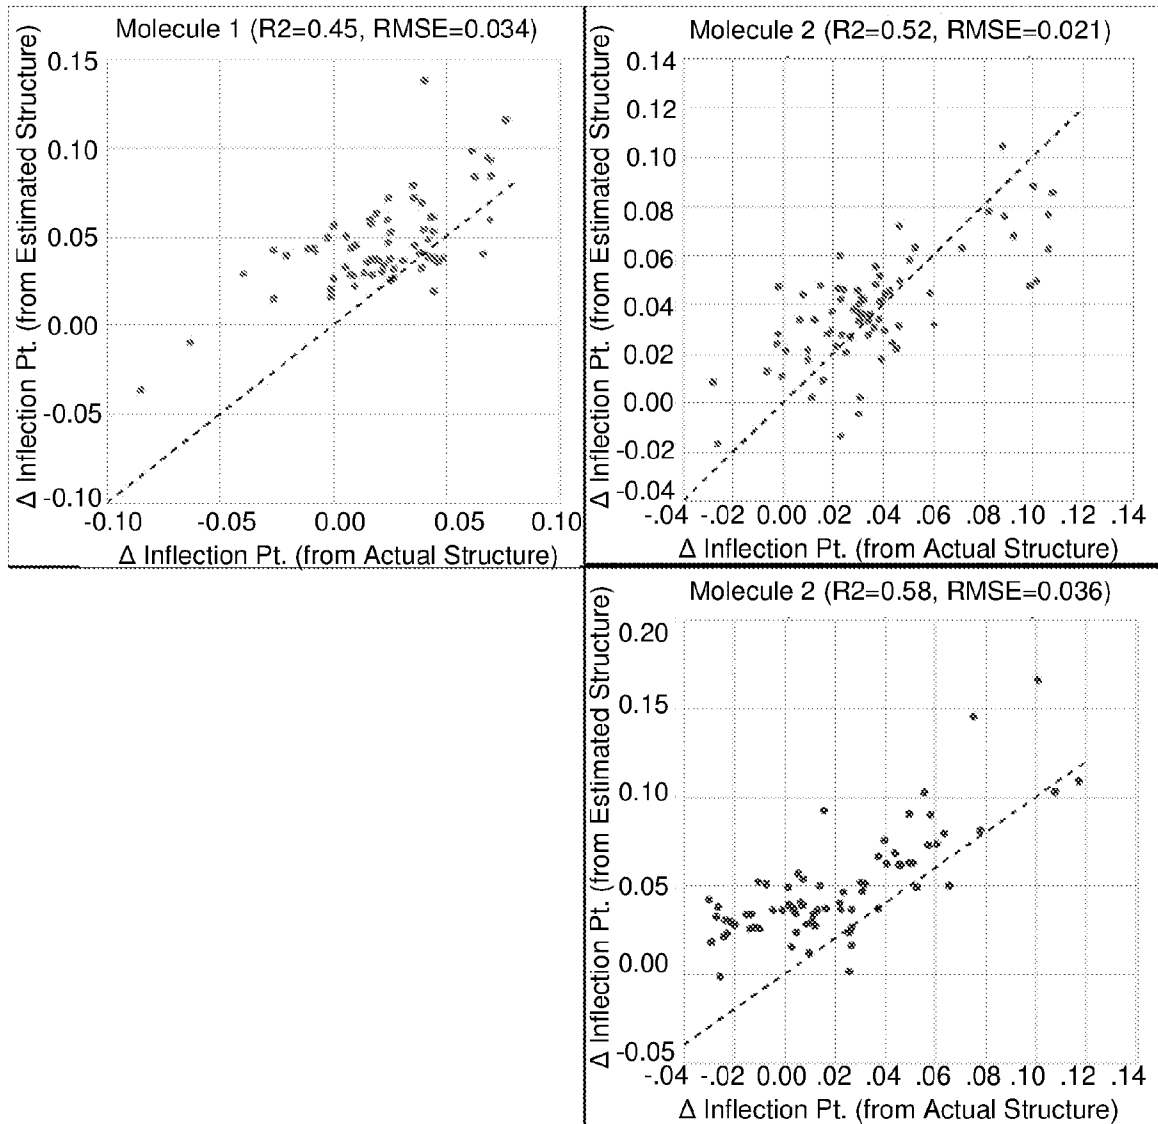 Molecule 1 (R2=0.45, RMSE=0.034)
Δ Inflection Pt. (from Estimated Structure)
0.15
0.10
0.05
0.00
-0.05
-0.10
-0.10 -0.05 0.00 0.05 0.10
Δ Inflection Pt. (from Actual Structure)
Molecule 2 (R2=0.52, RMSE=0.021)
Δ Inflection Pt. (from Estimated Structure)
0.14
0.12
0.10
0.08
0.06
0.04
0.02
0.00
-0.02
-0.04
-.04 -.02 0.00 .02 .04 .06 .08 .10 .12 .14
Δ Inflection Pt. (from Actual Structure)
Molecule 2 (R2=0.58, RMSE=0.036)
Δ Inflection Pt. (from Estimated Structure)
0.20
0.15
0.10
0.05
0.00
-0.05
-.04 -.02 0.00 .02 .04 .06 .08 .10 .12 .14
Δ Inflection Pt. (from Actual Structure)